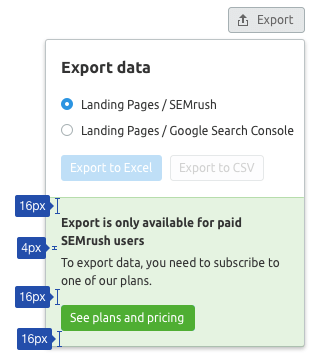 Export
Export data
Landing Pages / SEMrush
Landing Pages / Google Search Console
Export to Excel
Export to CSV
16px
Export is only available for paid
SEMrush users
4px
To export data, you need to subscribe to
one of our plans.
16px
See plans and pricing
16px